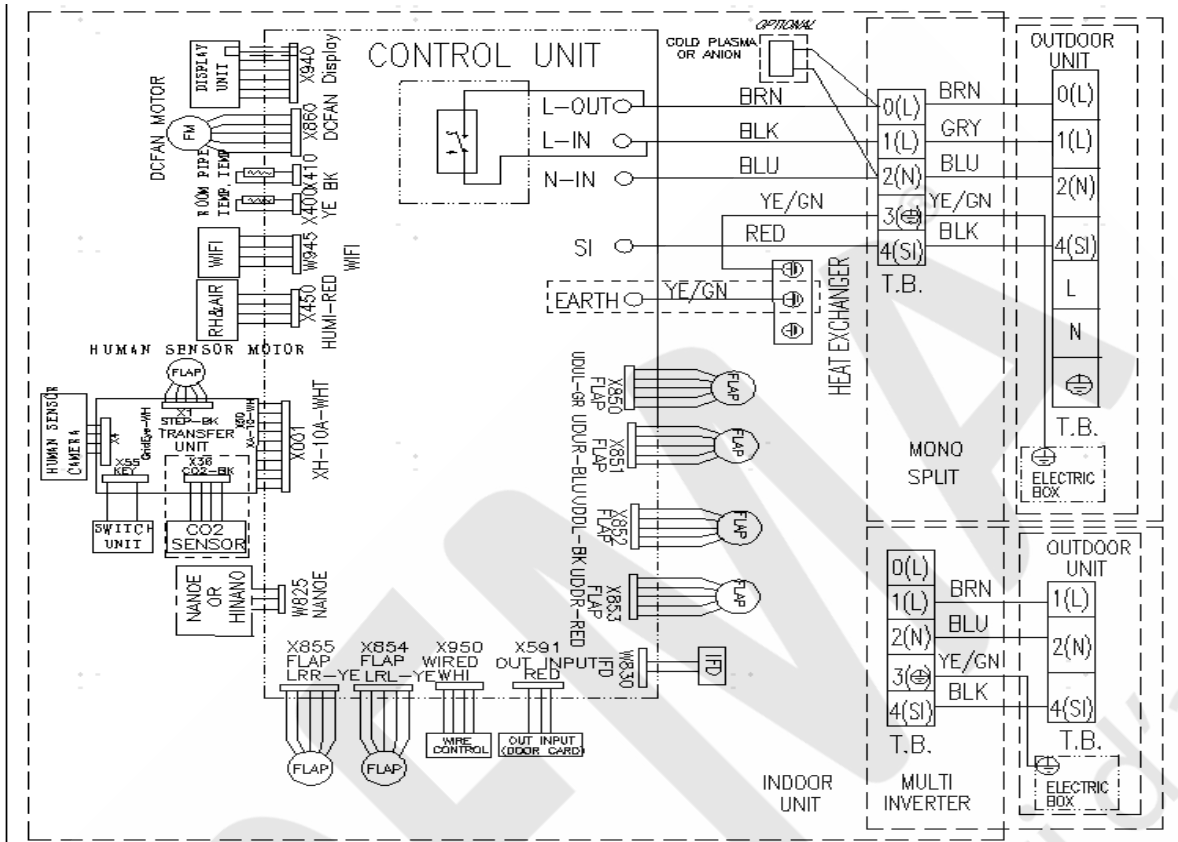 CONTROL UNIT
OPTIONAL
COLD PLASMA
OR ANION
OUTDOOR
UNIT
DISPLAY
UNIT
X940
Display
DCFAN MOTOR
FM
X860
DCFAN
ROOM PIPE
TEMP. TEMP
X410
BK
X400
YE
WIFI
W945
WIFI
RH&AIR
X450
HUMI-RED
L-OUT
L-IN
N-IN
SI
EARTH
BRN
BLK
BLU
YE/GN
RED
YE/GN
0(L)
1(L)
2(N)
3(⏚)
4(SI)
T.B.
BRN
GRY
BLU
YE/GN
BLK
0(L)
1(L)
2(N)
4(SI)
L
N
T.B.
ELECTRIC
BOX
HEAT EXCHANGER
MONO
SPLIT
HUMAN SENSOR MOTOR
FLAP
HUMAN SENSOR
CAMERA
X4
GridEye-WH
X1
STEP-BK
TRANSFER
UNIT
X55
KEY
X36
CO2-BK
XA-10-WH
X001
XH-10A-WHT
SWITCH
UNIT
CO2
SENSOR
NANOE
OR
HINANO
W825
NANOE
X850
FLAP
UDUL-GR
FLAP
X851
FLAP
UDUR-BLU
FLAP
X852
FLAP
UDDL-BK
FLAP
X853
FLAP
UDDR-RED
FLAP
W830
IFD
IFD
X855
FLAP
LRR-YE
FLAP
X854
FLAP
LRL-YE
FLAP
X950
WIRED
WHI
WIRE
CONTROL
X591
OUT INPUT
RED
OUT INPUT
(DOOR CARD)
INDOOR
UNIT
MULTI
INVERTER
0(L)
1(L)
2(N)
3(⏚)
4(SI)
T.B.
BRN
BLU
YE/GN
BLK
OUTDOOR
UNIT
1(L)
2(N)
4(SI)
T.B.
ELECTRIC
BOX